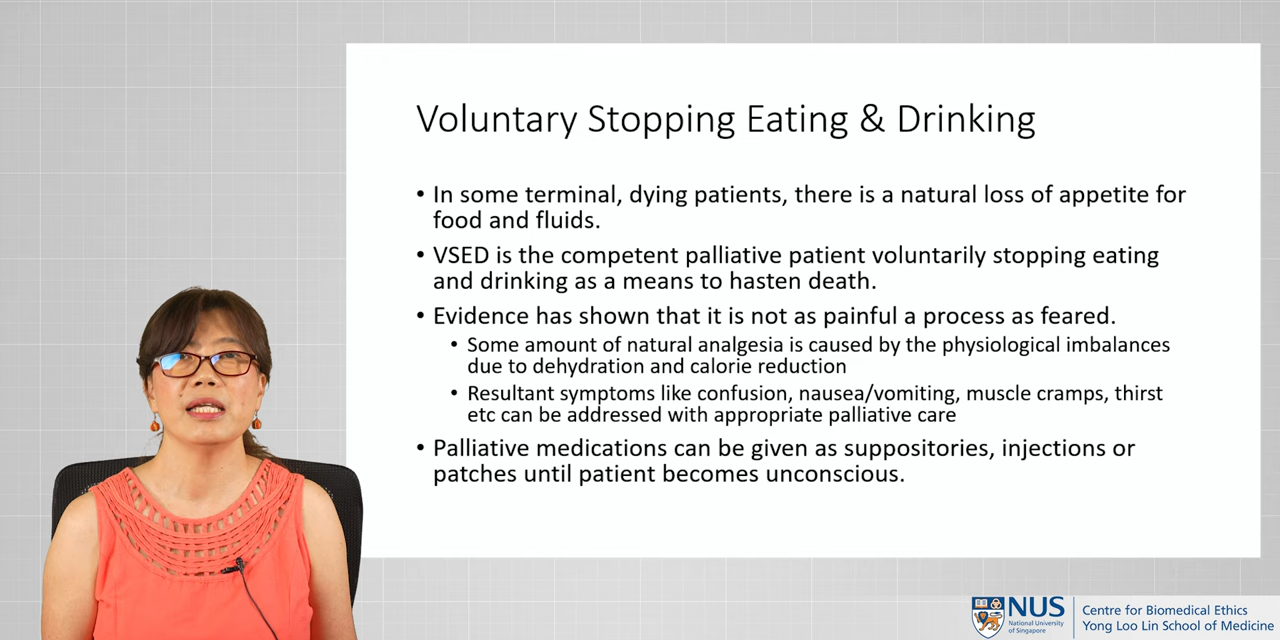 Voluntary Stopping Eating & Drinking
• In some terminal, dying patients, there is a natural loss of appetite for
food and fluids.
• VSED is the competent palliative patient voluntarily stopping eating
and drinking as a means to hasten death.
• Evidence has shown that it is not as painful a process as feared.
• Some amount of natural analgesia is caused by the physiological imbalances
due to dehydration and calorie reduction
• Resultant symptoms like confusion, nausea/vomiting, muscle cramps, thirst
etc can be addressed with appropriate palliative care
• Palliative medications can be given as suppositories, injections or
patches until patient becomes unconscious.
NUS
National University
of Singapore
Centre for Biomedical Ethics
Yong Loo Lin School of Medicine